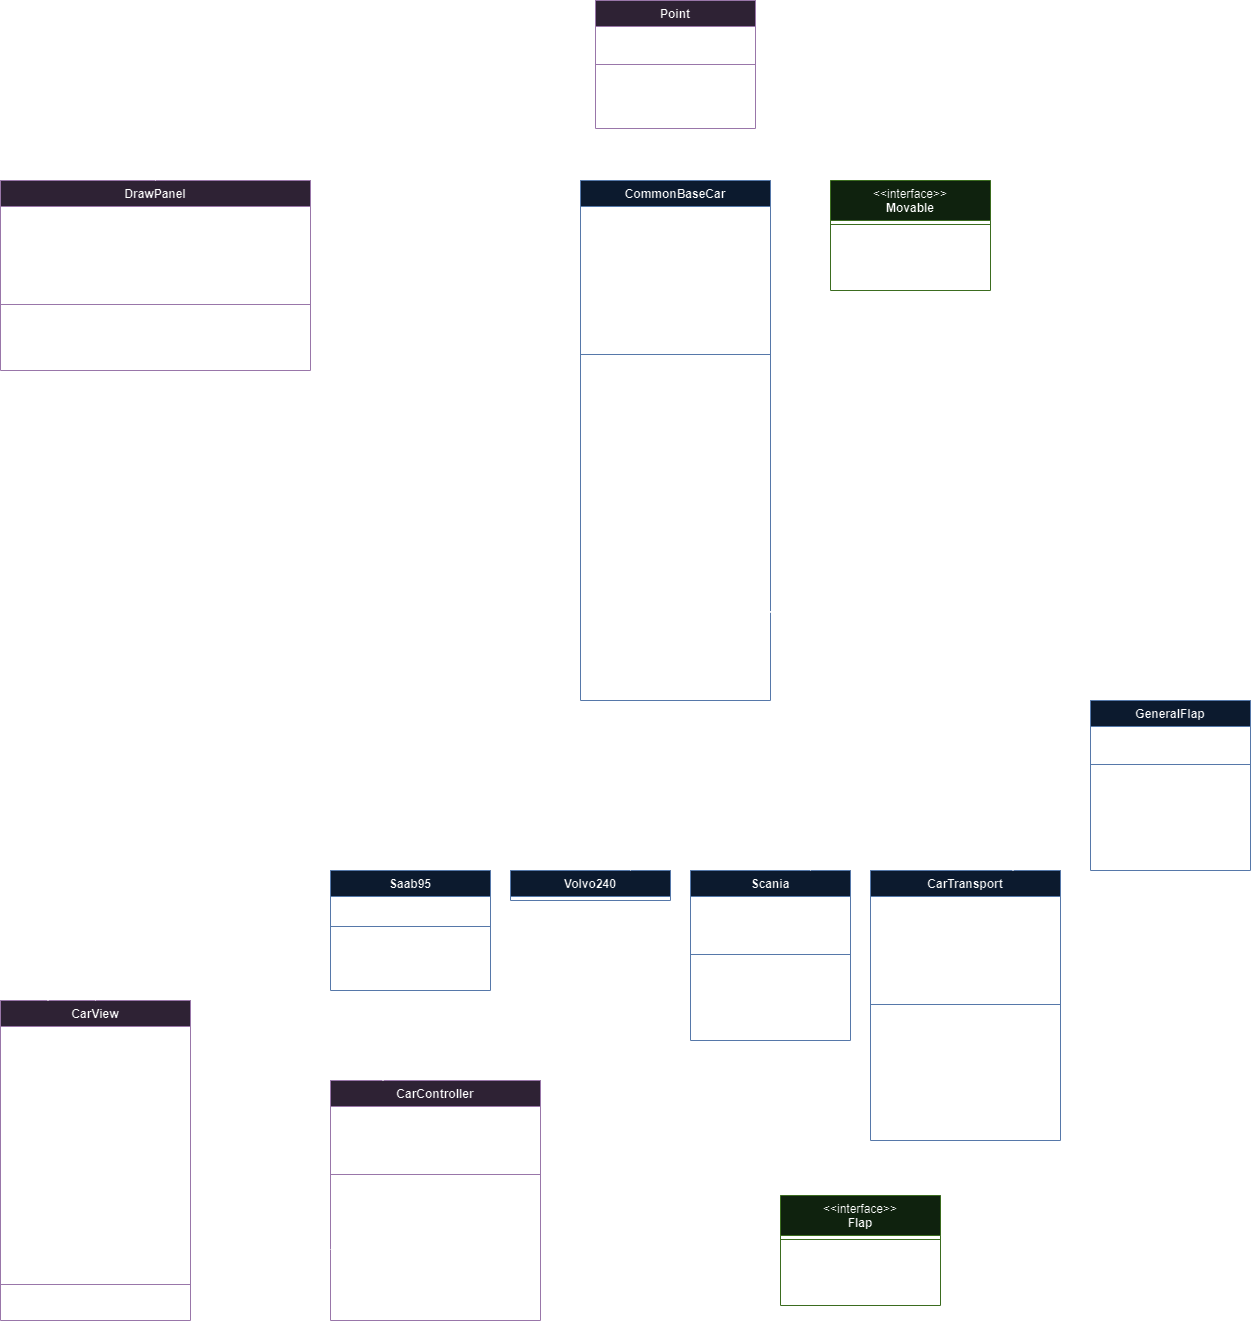 Point
DrawPanel
CommonBaseCar
<<interface>>
Movable
GeneralFlap
Saab95
Volvo240
Scania
CarTransport
CarView
CarController
<<interface>>
Flap